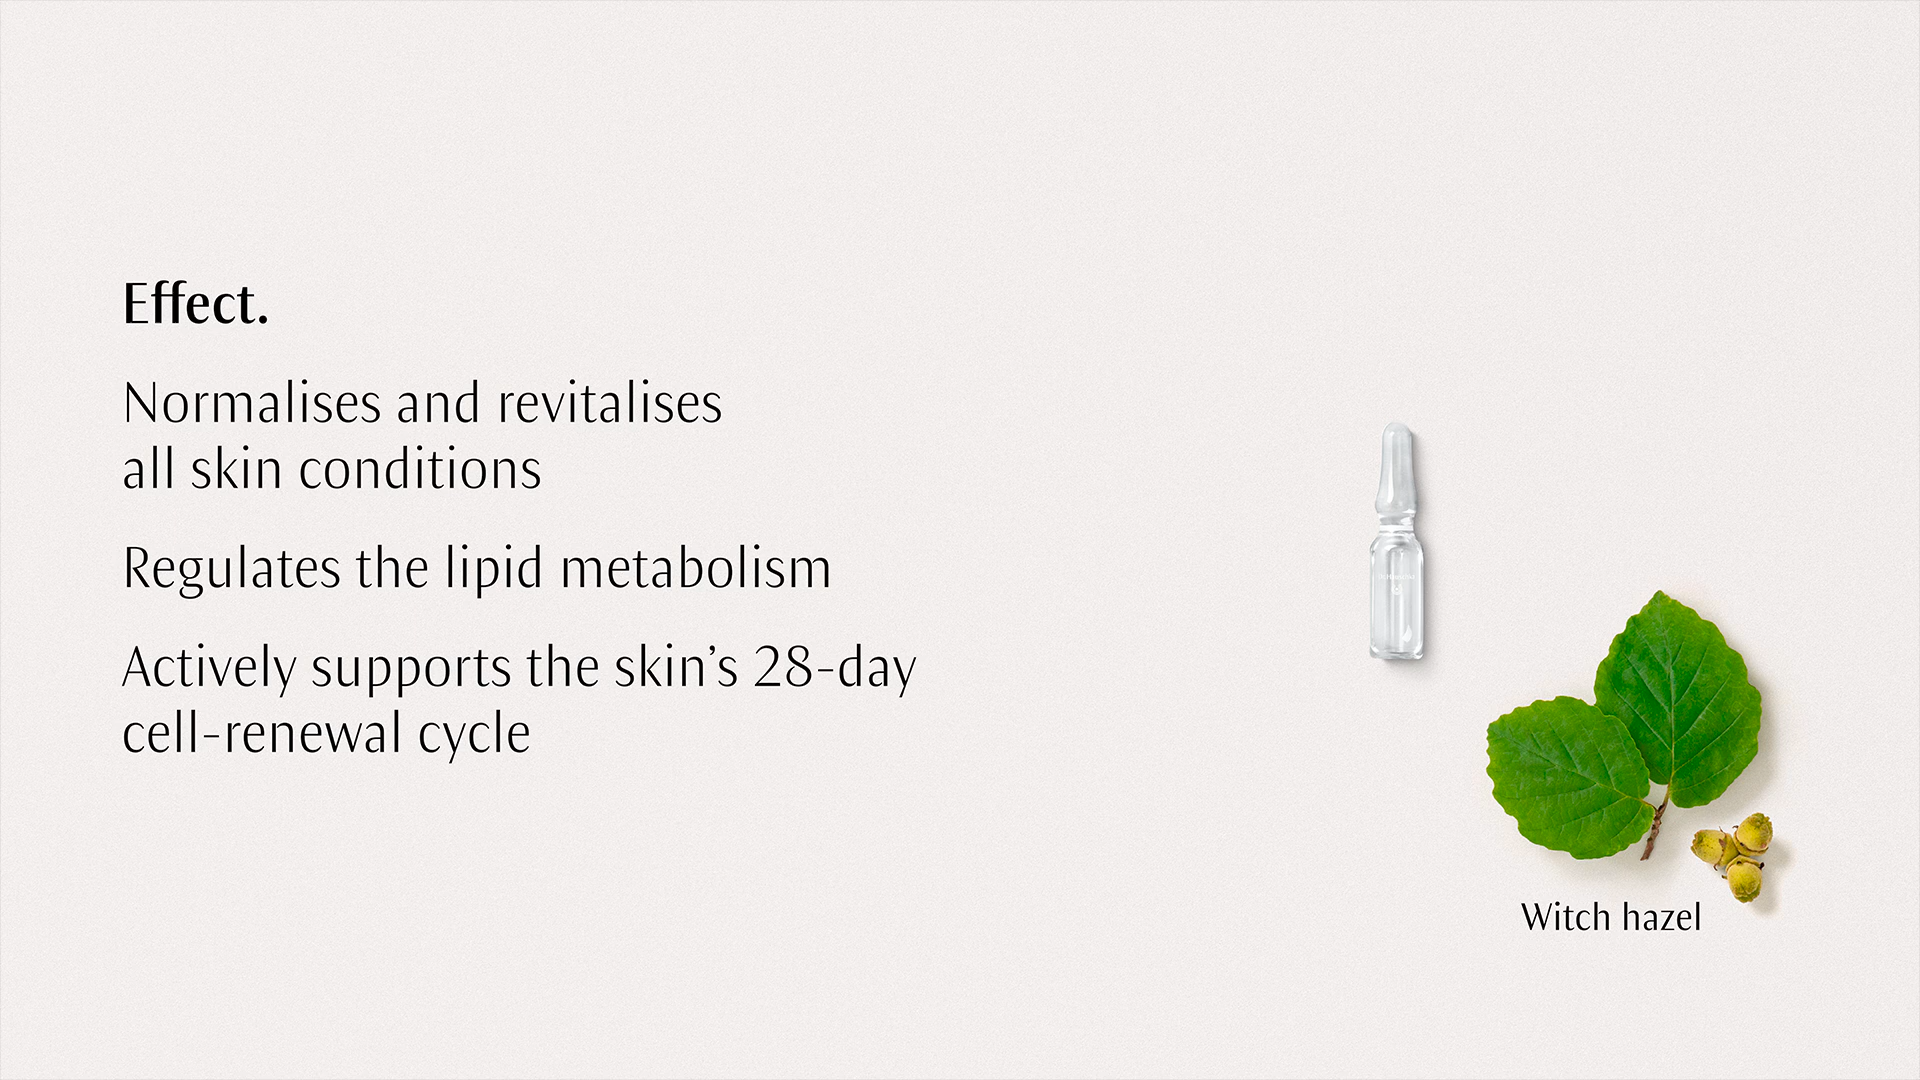 Effect.
Normalises and revitalises
all skin conditions
Regulates the lipid metabolism
Actively supports the skin’s 28-day
cell-renewal cycle
Witch hazel